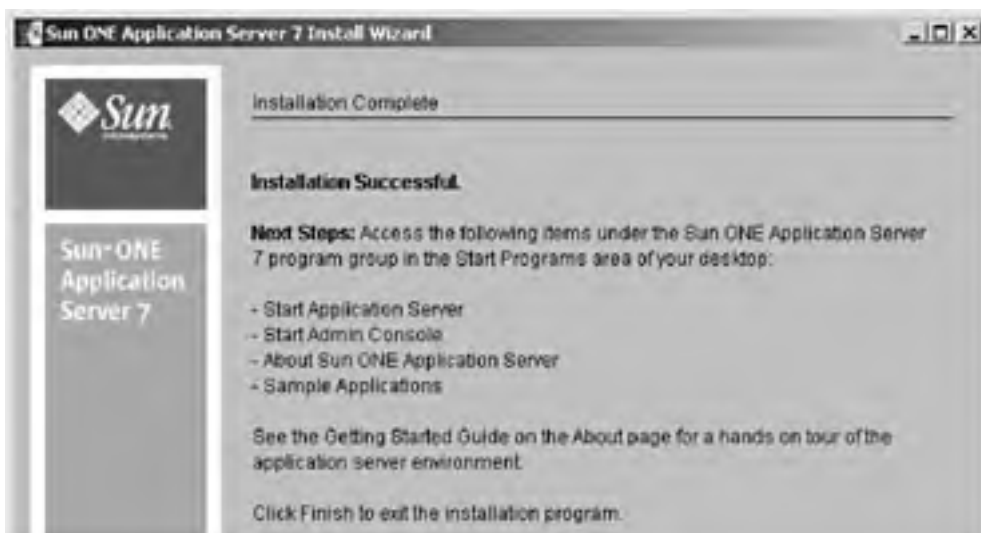 Sun ONE Application Server 7 Install Wizard
Sun
Installation Complete
Installation Successful.
Next Steps: Access the following items under the Sun ONE Application Server
7 program group in the Start Programs area of your desktop:
Sun ONE
Application
Server 7
- Start Application Server
- Start Admin Console
- About Sun ONE Application Server
- Sample Applications
See the Getting Started Guide on the About page for a hands on tour of the
application server environment.
Click Finish to exit the installation program.